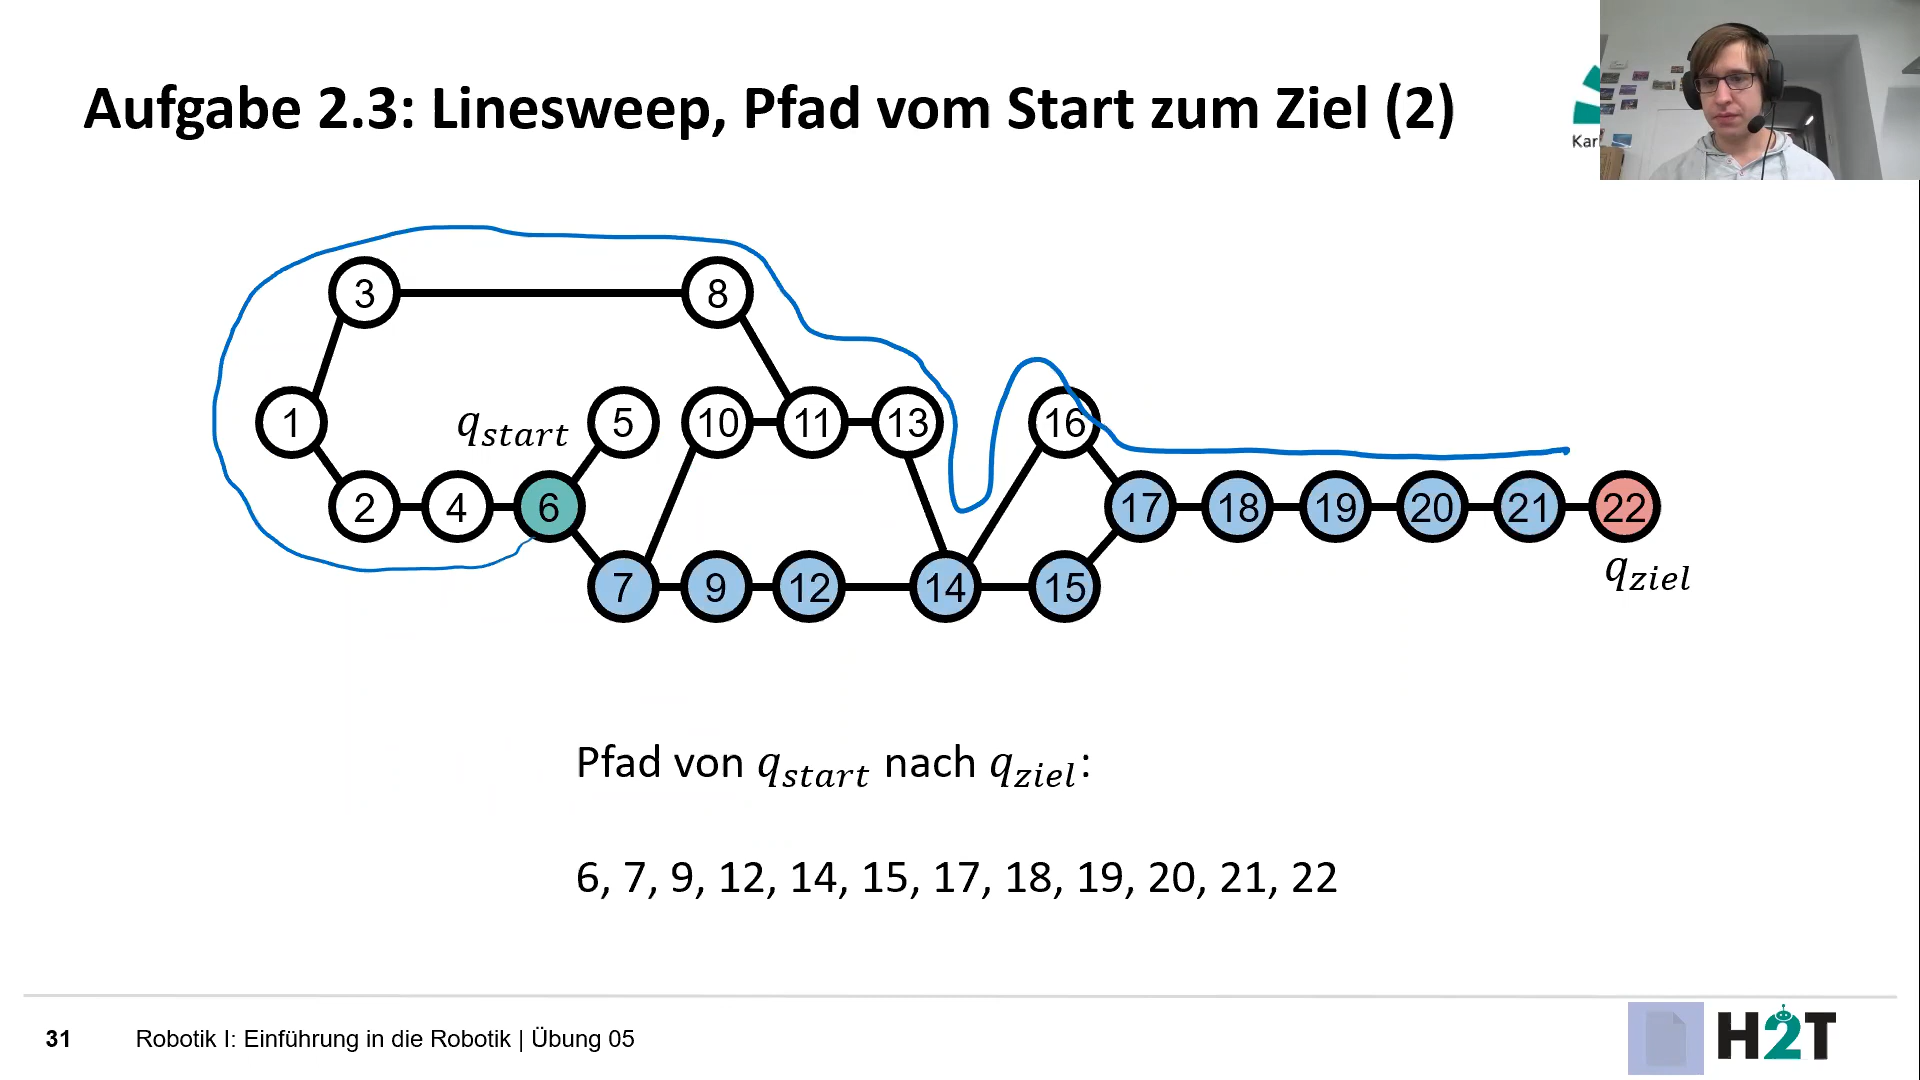 Aufgabe 2.3: Linesweep, Pfad vom Start zum Ziel (2)
Kar
3 8
1 q_start 5 10 11 13 16
2 4 6 17 18 19 20 21 22
7 9 12 14 15 q_ziel
Pfad von q_start nach q_ziel:
6, 7, 9, 12, 14, 15, 17, 18, 19, 20, 21, 22
31 Robotik I: Einführung in die Robotik | Übung 05
H2T